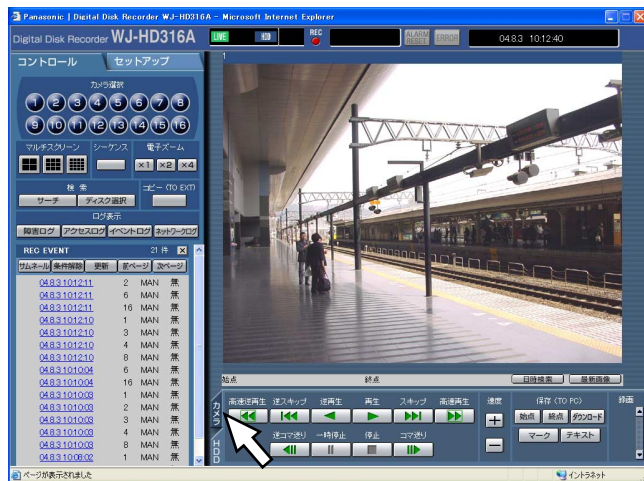 Panasonic | Digital Disk Recorder WJ-HD316A - Microsoft Internet Explorer
Digital Disk Recorder WJ-HD316A
LIVE
HDD
REC
ALARM RESET
ERROR
04.8.3 10:12:40
コントロール
セットアップ
1
カメラ選択
1 2 3 4 5 6 7 8
9 10 11 12 13 14 15 16
マルチスクリーン
シーケンス
電子ズーム
×1 ×2 ×4
検 索
コピー (TO EXT)
サーチ
ディスク選択
ログ表示
障害ログ アクセスログ イベントログ ネットワークログ
REC EVENT 21 件 X
サムネール 条件解除 更新 前ページ 次ページ
04.8.3 10:12:11 2 MAN 無
04.8.3 10:12:11 6 MAN 無
04.8.3 10:12:11 16 MAN 無
04.8.3 10:12:10 1 MAN 無
04.8.3 10:12:10 3 MAN 無
04.8.3 10:12:10 4 MAN 無
04.8.3 10:12:10 8 MAN 無
04.8.3 10:10:04 6 MAN 無
04.8.3 10:10:04 16 MAN 無
04.8.3 10:10:03 1 MAN 無
04.8.3 10:10:03 2 MAN 無
04.8.3 10:10:03 3 MAN 無
04.8.3 10:10:03 4 MAN 無
04.8.3 10:10:03 8 MAN 無
04.8.3 10:08:02 1 MAN 無
始点
終点
日時検索
最新画像
カメラ
HDD
高速逆再生 逆スキップ 逆再生 再生 スキップ 高速再生
逆コマ送り 一時停止 停止 コマ送り
速度
+
−
保存 (TO PC)
始点 終点 ダウンロード
マーク テキスト
録画
ページが表示されました
イントラネット